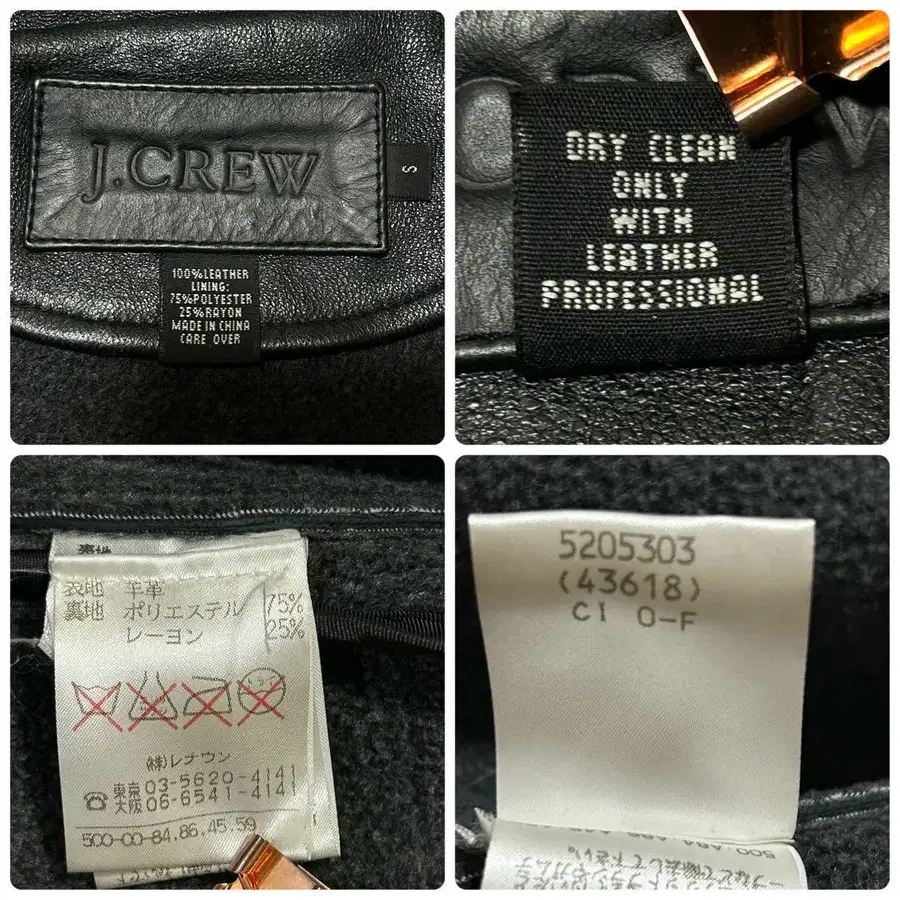 J.CREW
S
100%LEATHER
LINING:
75%POLYESTER
25%RAYON
MADE IN CHINA
CARE OVER
DRY CLEAN
ONLY
WITH
LEATHER
PROFESSIONAL
表地 羊革
裏地 ポリエステル 75%
レーヨン 25%
㈱レナウン
☎ 東京 03-5620-4141
大阪 06-6541-4141
500-00-84.86.45.59
5205303
(43618)
CI O-F